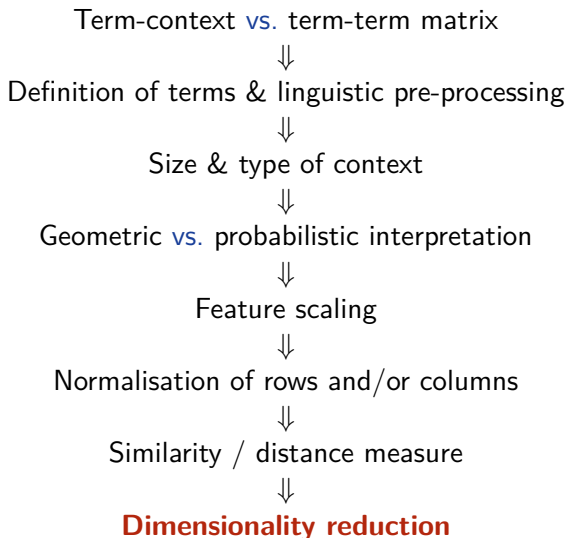 Term-context vs. term-term matrix
⇓
Definition of terms & linguistic pre-processing
⇓
Size & type of context
⇓
Geometric vs. probabilistic interpretation
⇓
Feature scaling
⇓
Normalisation of rows and/or columns
⇓
Similarity / distance measure
⇓
Dimensionality reduction